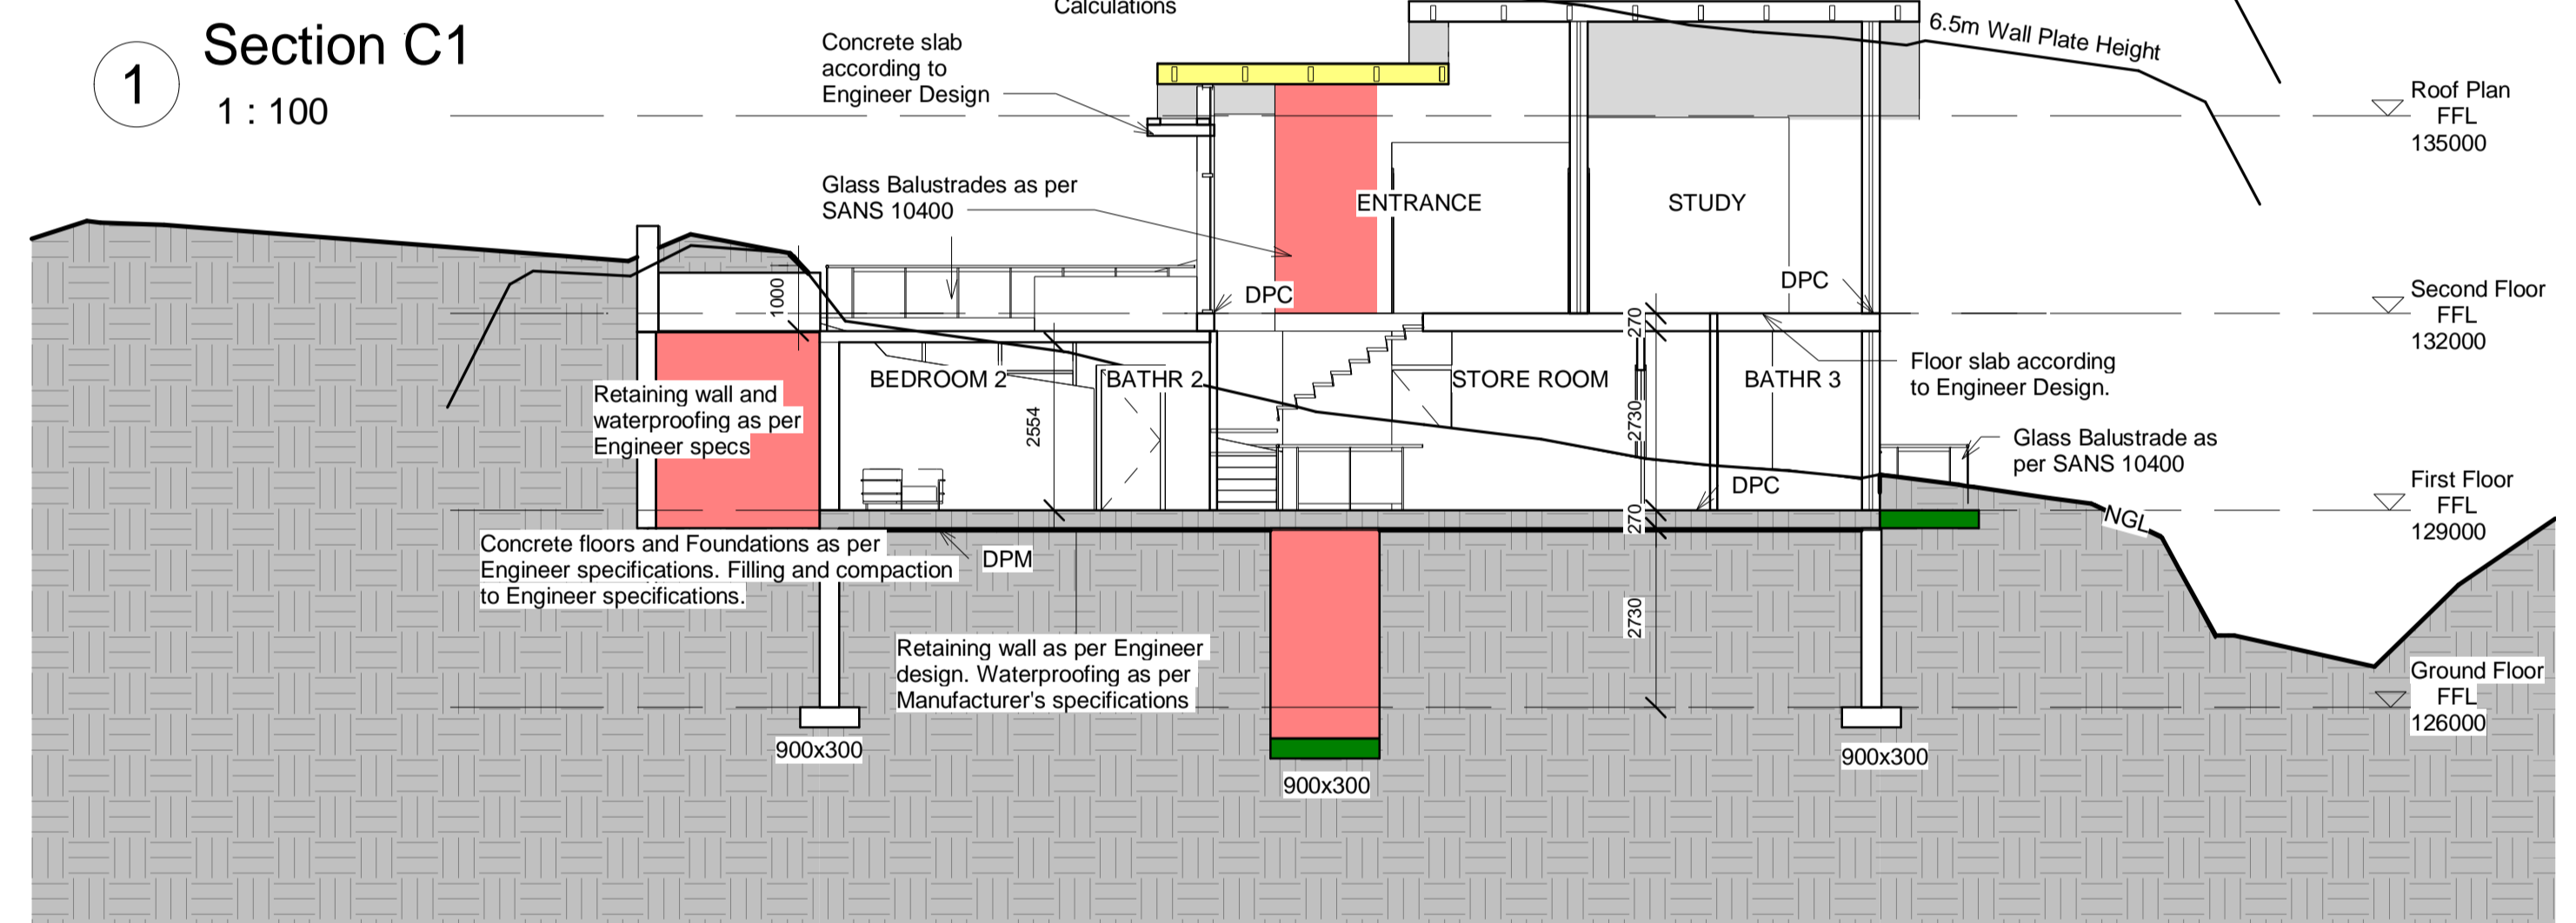 Calculations
1
Section C1
1 : 100
Concrete slab
according to
Engineer Design
6.5m Wall Plate Height
Roof Plan
FFL
135000
Glass Balustrades as per
SANS 10400
ENTRANCE
STUDY
1000
DPC
DPC
Second Floor
FFL
132000
270
Floor slab according
to Engineer Design.
BEDROOM 2
BATHR 2
STORE ROOM
BATHR 3
Retaining wall and
waterproofing as per
Engineer specs
2554
2730
Glass Balustrade as
per SANS 10400
DPC
First Floor
FFL
129000
NGL
270
Concrete floors and Foundations as per
Engineer specifications. Filling and compaction
to Engineer specifications.
DPM
2730
Retaining wall as per Engineer
design. Waterproofing as per
Manufacturer's specifications
Ground Floor
FFL
126000
900x300
900x300
900x300